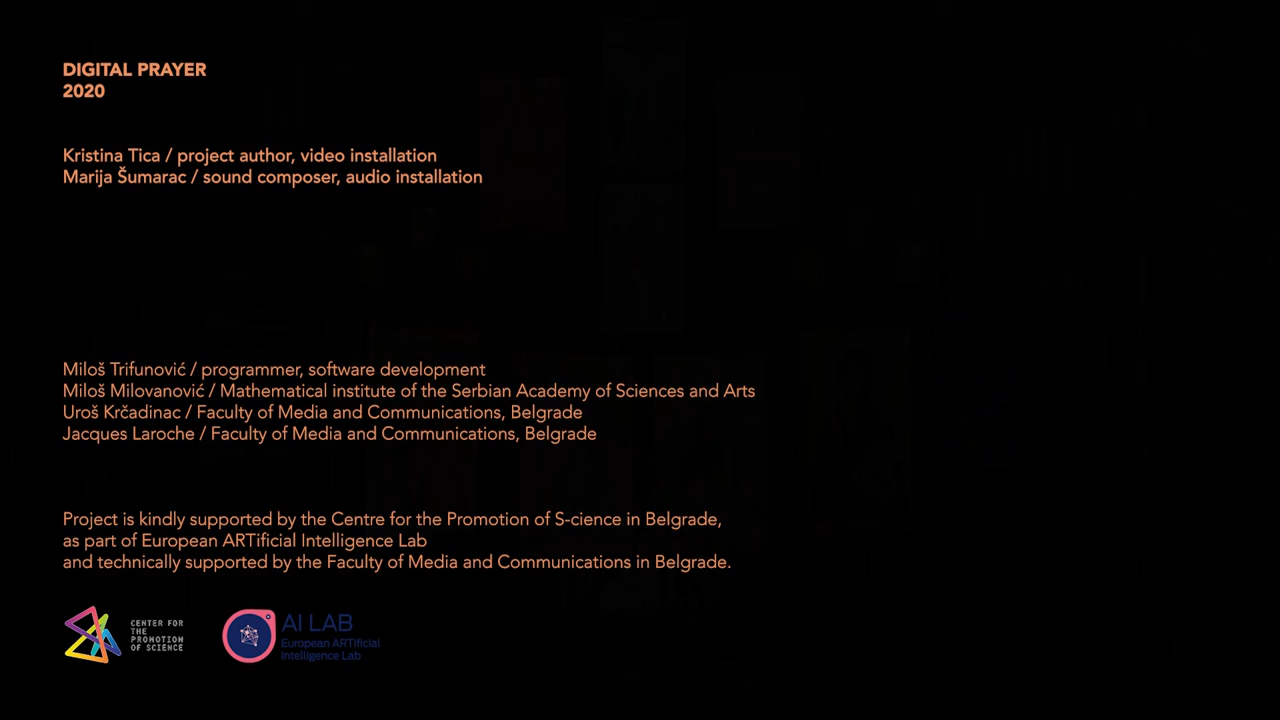 DIGITAL PRAYER
2020
Kristina Tica / project author, video installation
Marija Šumarac / sound composer, audio installation
Miloš Trifunović / programmer, software development
Miloš Milovanović / Mathematical institute of the Serbian Academy of Sciences and Arts
Uroš Krčadinac / Faculty of Media and Communications, Belgrade
Jacques Laroche / Faculty of Media and Communications, Belgrade
Project is kindly supported by the Centre for the Promotion of S-cience in Belgrade,
as part of European ARTificial Intelligence Lab
and technically supported by the Faculty of Media and Communications in Belgrade.
CENTER FOR
THE
PROMOTION
OF SCIENCE
AI LAB
European ARTificial
Intelligence Lab